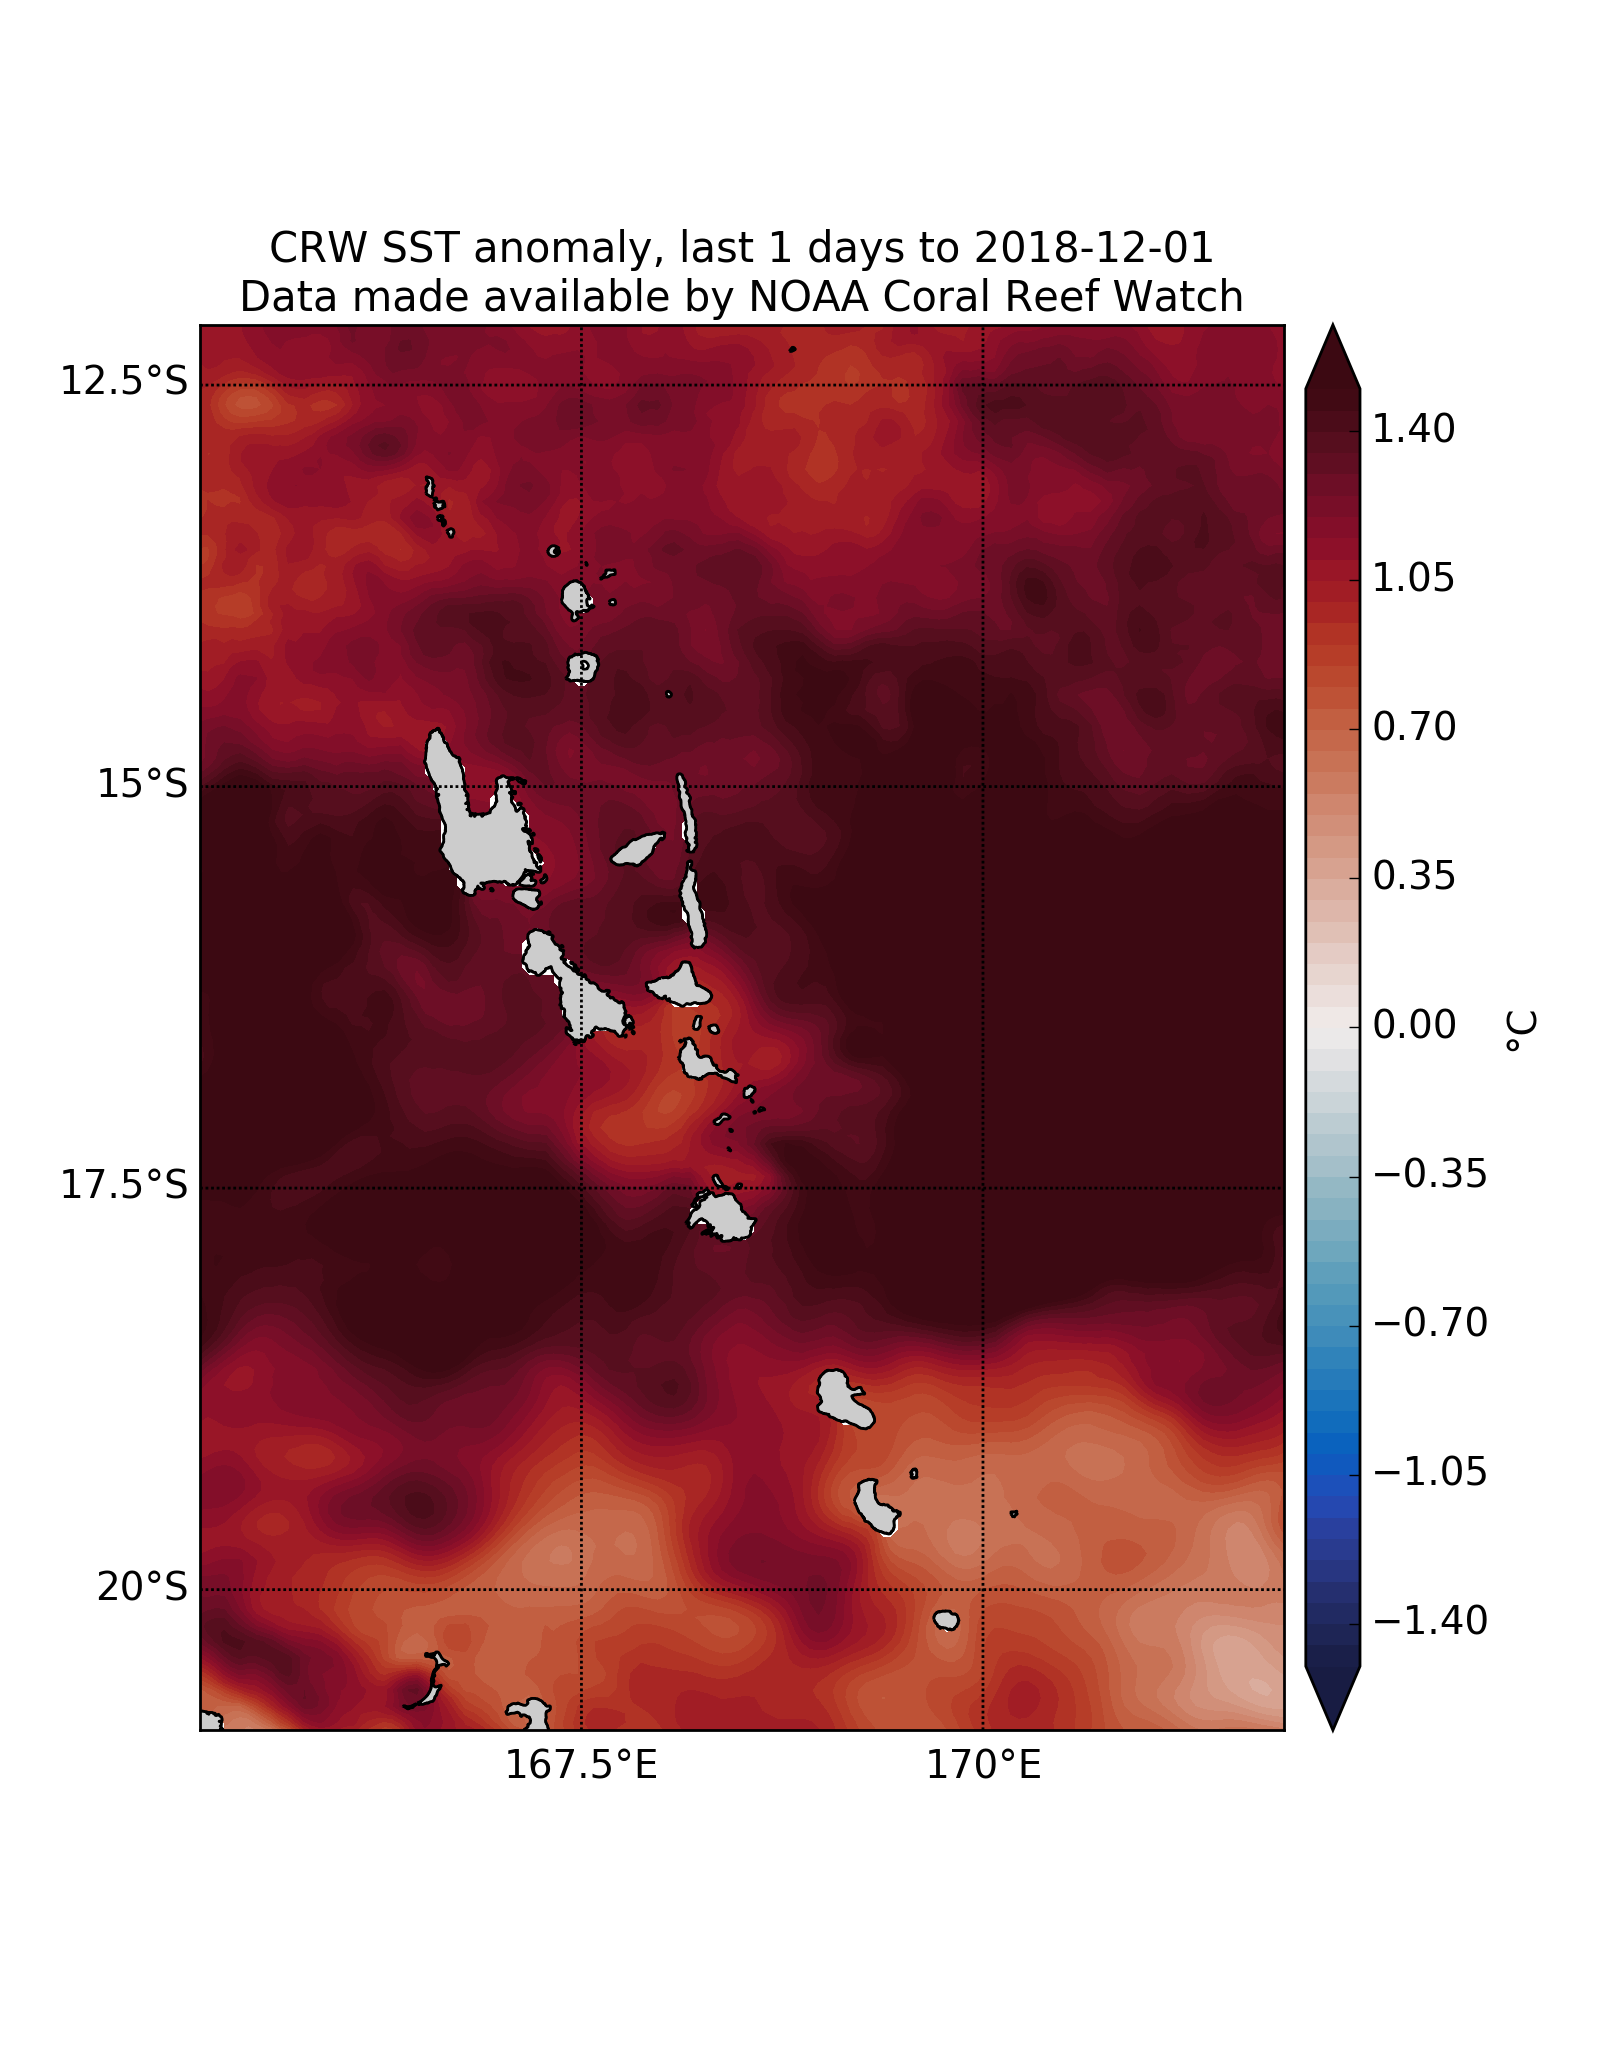 CRW SST anomaly, last 1 days to 2018-12-01
Data made available by NOAA Coral Reef Watch
12.5°S
15°S
17.5°S
20°S
167.5°E
170°E
1.40
1.05
0.70
0.35
0.00
−0.35
−0.70
−1.05
−1.40
°C